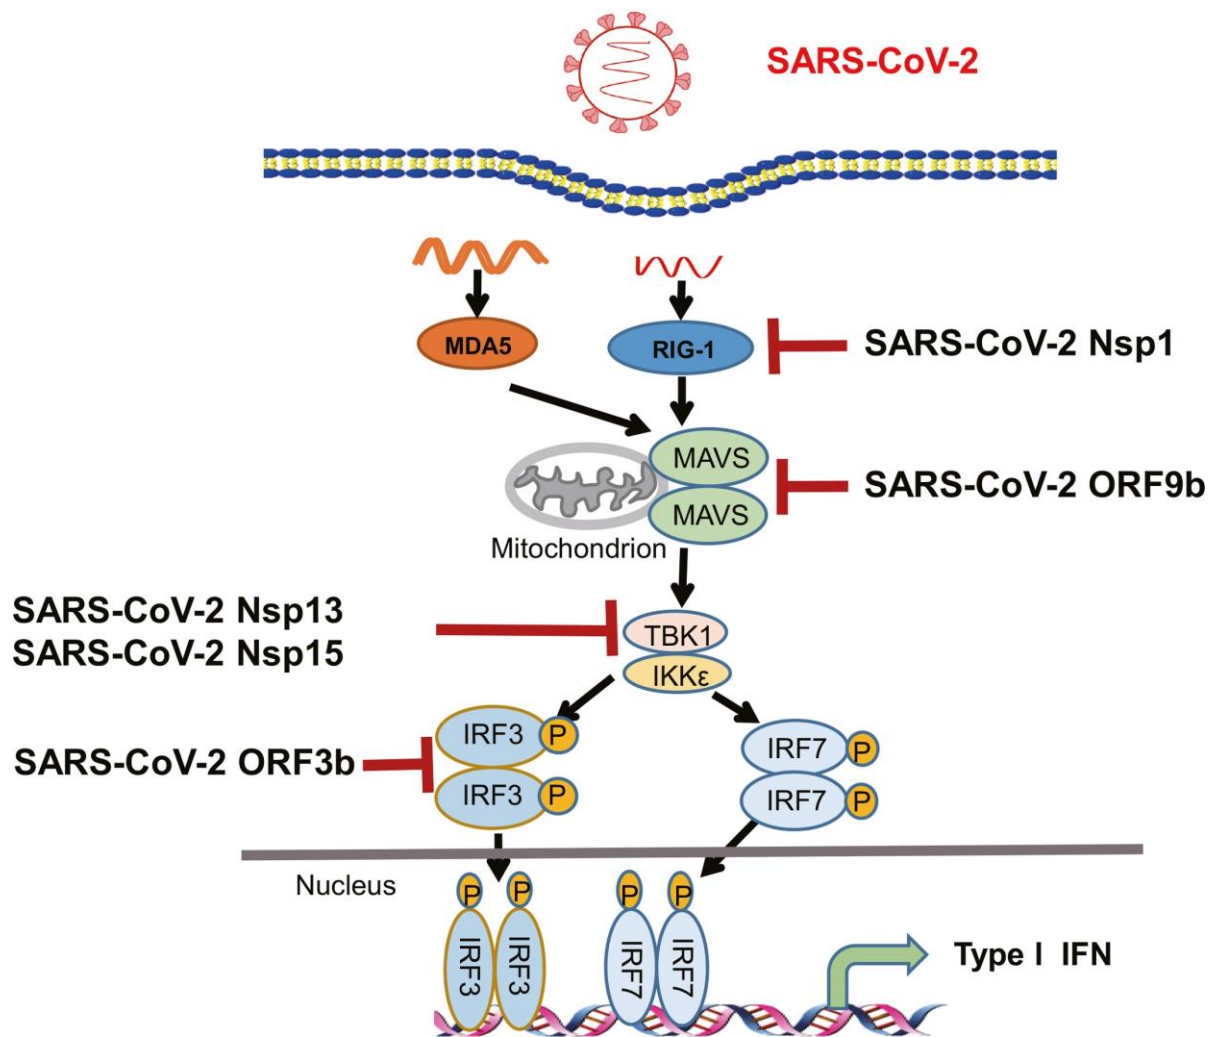 SARS-CoV-2
MDA5
RIG-1
SARS-CoV-2 Nsp1
MAVS
MAVS
SARS-CoV-2 ORF9b
Mitochondrion
SARS-CoV-2 Nsp13
SARS-CoV-2 Nsp15
TBK1
IKKε
IRF3 P
IRF3 P
SARS-CoV-2 ORF3b
IRF7 P
IRF7 P
Nucleus
P P P P
IRF3 IRF3 IRF7 IRF7
Type I IFN